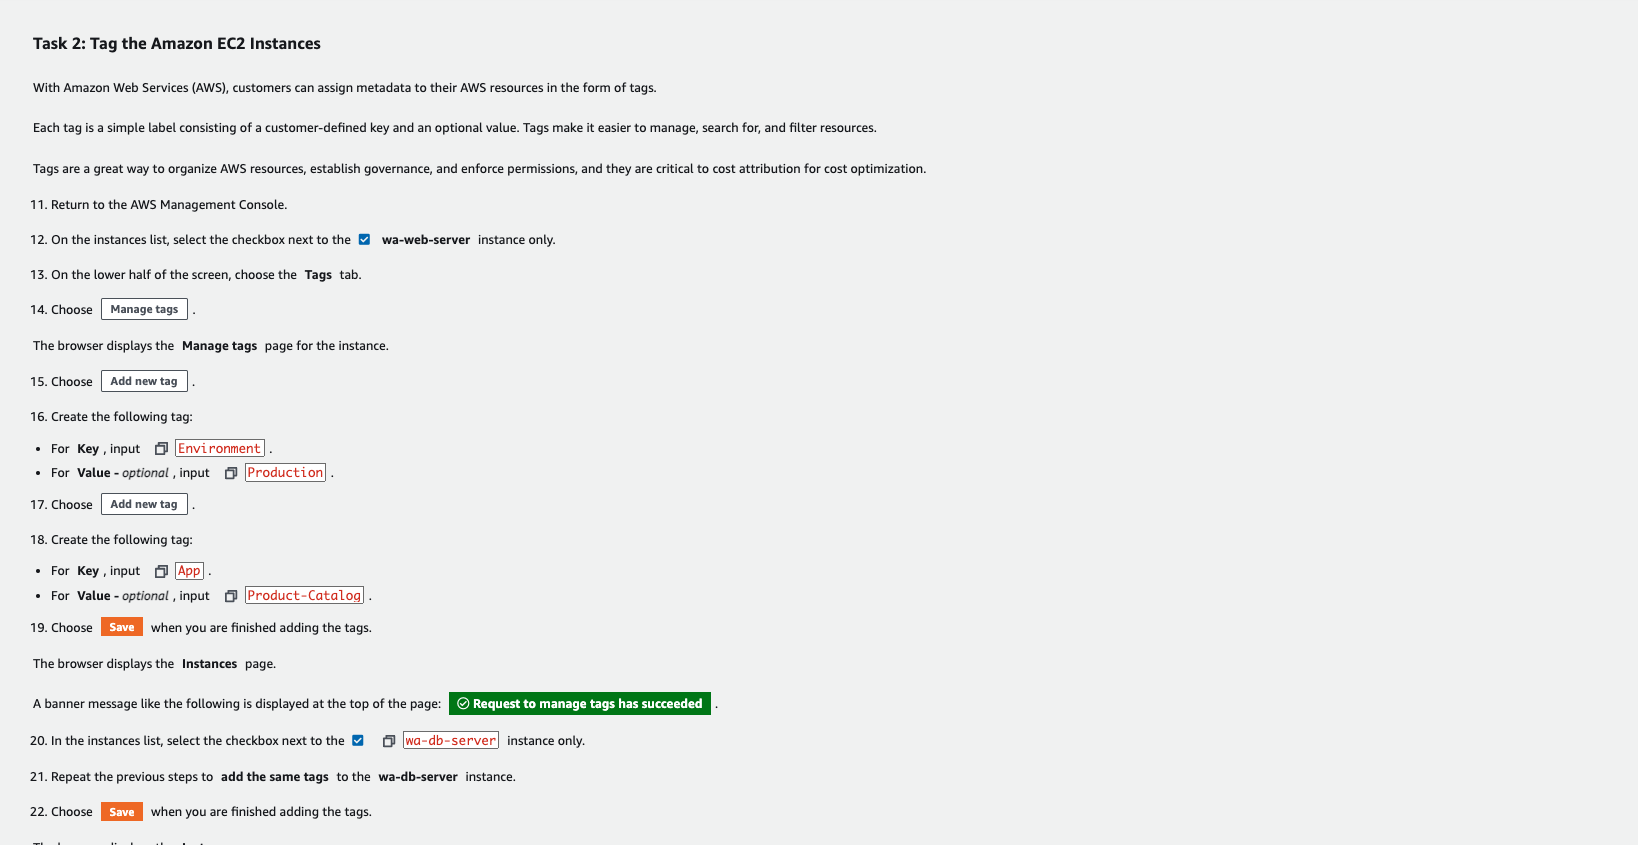 Task 2: Tag the Amazon EC2 Instances
With Amazon Web Services (AWS), customers can assign metadata to their AWS resources in the form of tags.
Each tag is a simple label consisting of a customer-defined key and an optional value. Tags make it easier to manage, search for, and filter resources.
Tags are a great way to organize AWS resources, establish governance, and enforce permissions, and they are critical to cost attribution for cost optimization.
11. Return to the AWS Management Console.
12. On the instances list, select the checkbox next to the wa-web-server instance only.
13. On the lower half of the screen, choose the Tags tab.
14. Choose Manage tags .
The browser displays the Manage tags page for the instance.
15. Choose Add new tag .
16. Create the following tag:
• For Key , input Environment .
• For Value - optional , input Production .
17. Choose Add new tag .
18. Create the following tag:
• For Key , input App .
• For Value - optional , input Product-Catalog .
19. Choose Save when you are finished adding the tags.
The browser displays the Instances page.
A banner message like the following is displayed at the top of the page: Request to manage tags has succeeded .
20. In the instances list, select the checkbox next to the wa-db-server instance only.
21. Repeat the previous steps to add the same tags to the wa-db-server instance.
22. Choose Save when you are finished adding the tags.